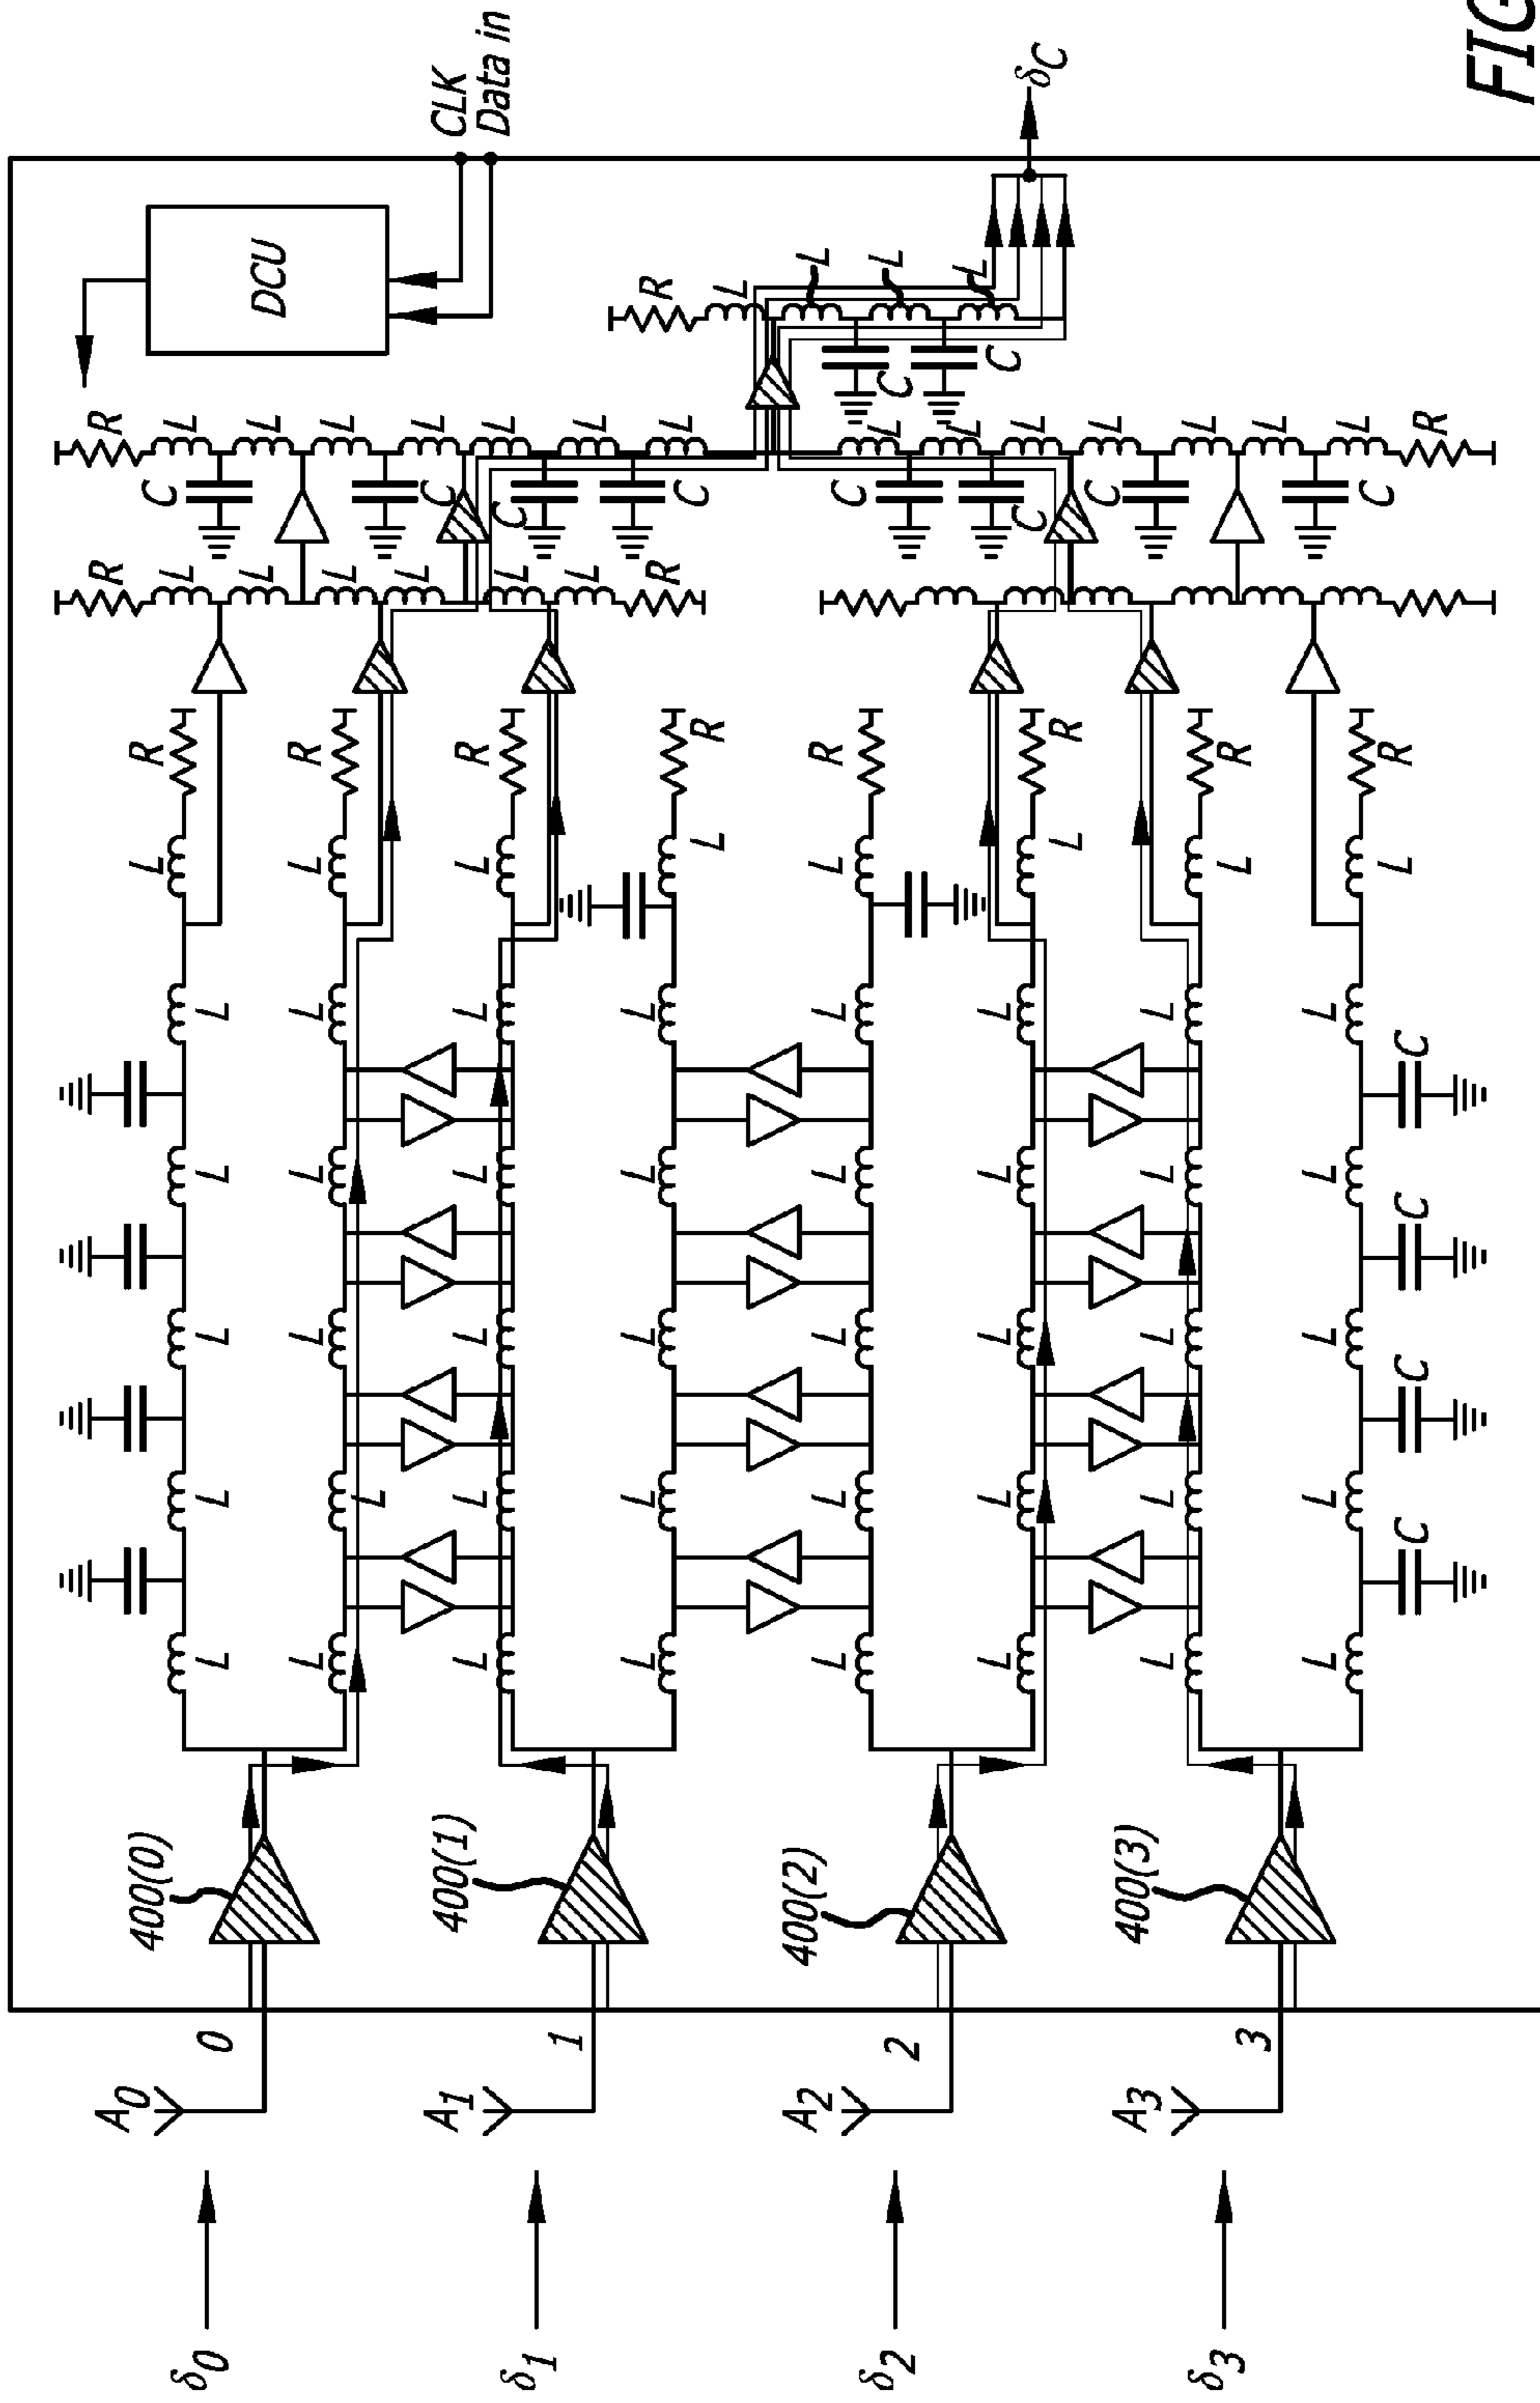 δ0 A0 0 400(0)
L L L L L L R
L L L L L L R
δ1 A1 1 400(1)
L L L L L L R
L L L L L L R
δ2 A2 2 400(2)
L L L L L L R
L L L L L L R
δ3 A3 3 400(3)
L L L L L L R
L L L L L L R
C C C C
R L L L L L L R
C C C C C C C C
R L L L L L L L
L L L L L L L R
R L L L L
C C
DCU
CLK
Data in
δC
FIG